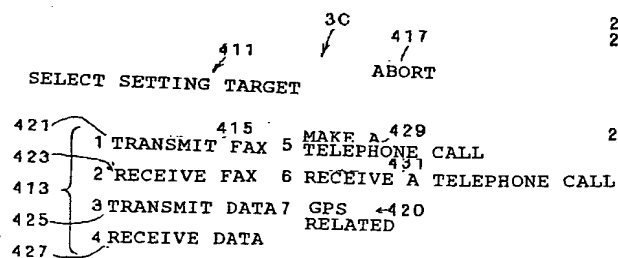 3C
2
2
411
417
SELECT SETTING TARGET
ABORT
421
415
MAKE A 429
2
1 TRANSMIT FAX 5 TELEPHONE CALL
423
431
2 RECEIVE FAX 6 RECEIVE A TELEPHONE CALL
413
3 TRANSMIT DATA 7 GPS 420
425
RELATED
4 RECEIVE DATA
427